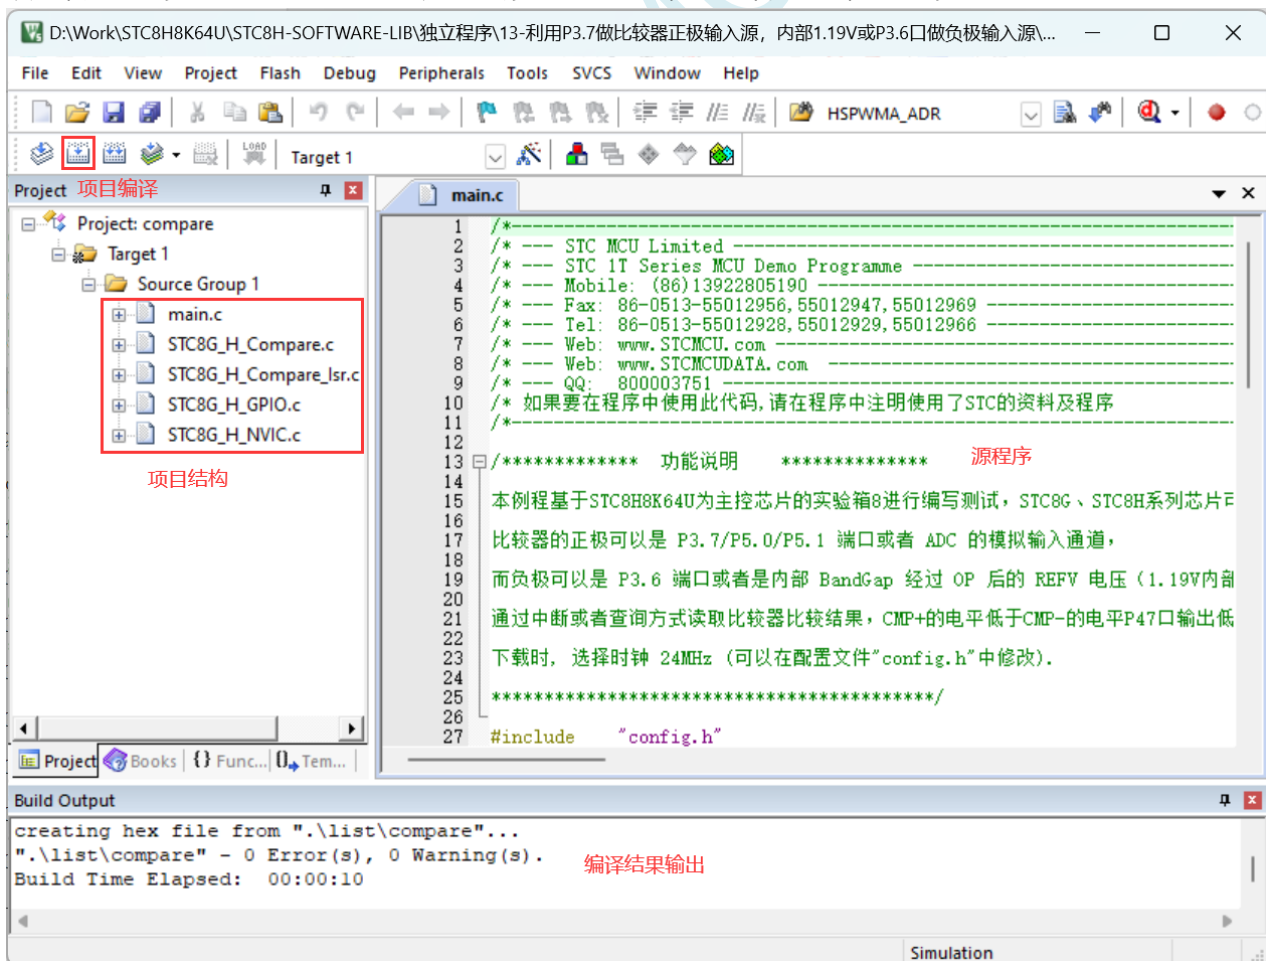 D:\Work\STC8H8K64U\STC8H-SOFTWARE-LIB\独立程序\13-利用P3.7做比较器正极输入源，内部1.19V或P3.6口做负极输入源\...
File Edit View Project Flash Debug Peripherals Tools SVCS Window Help
HSPWMA_ADR
LOAD Target 1
Project 项目编译
main.c
Project: compare
Target 1
Source Group 1
main.c
STC8G_H_Compare.c
STC8G_H_Compare_Isr.c
STC8G_H_GPIO.c
STC8G_H_NVIC.c
项目结构
1 /*------------------------------------------------------------
2 /* --- STC MCU Limited ----------------------------------------
3 /* --- STC 1T Series MCU Demo Programme -----------------------
4 /* --- Mobile: (86)13922805190 --------------------------------
5 /* --- Fax: 86-0513-55012956,55012947,55012969 ----------------
6 /* --- Tel: 86-0513-55012928,55012929,55012966 ----------------
7 /* --- Web: www.STCMCU.com ------------------------------------
8 /* --- Web: www.STCMCUDATA.com --------------------------------
9 /* --- QQ: 800003751 ------------------------------------------
10 /* 如果要在程序中使用此代码,请在程序中注明使用了STC的资料及程序
11 /*------------------------------------------------------------
12
13 /************* 功能说明 **************
源程序
14
15 本例程基于STC8H8K64U为主控芯片的实验箱8进行编写测试，STC8G、STC8H系列芯片可
16
17 比较器的正极可以是 P3.7/P5.0/P5.1 端口或者 ADC 的模拟输入通道，
18
19 而负极可以是 P3.6 端口或者是内部 BandGap 经过 OP 后的 REFV 电压（1.19V内部
20
21 通过中断或者查询方式读取比较器比较结果，CMP+的电平低于CMP-的电平P47口输出低
22
23 下载时, 选择时钟 24MHz (可以在配置文件"config.h"中修改).
24
25 ******************************************/
26
27 #include "config.h"
Project Books {} Func... Tem...
Build Output
creating hex file from ".\list\compare"...
".\list\compare" - 0 Error(s), 0 Warning(s).
Build Time Elapsed: 00:00:10
编译结果输出
Simulation